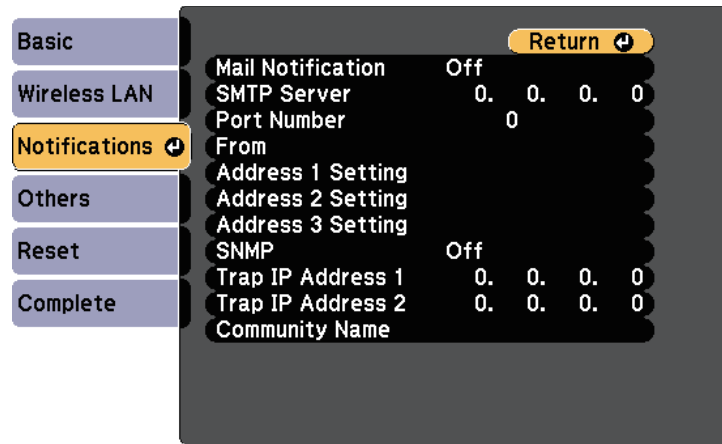 Basic
Wireless LAN
Notifications
Others
Reset
Complete
Return
Mail Notification Off
SMTP Server 0. 0. 0. 0
Port Number 0
From
Address 1 Setting
Address 2 Setting
Address 3 Setting
SNMP Off
Trap IP Address 1 0. 0. 0. 0
Trap IP Address 2 0. 0. 0. 0
Community Name